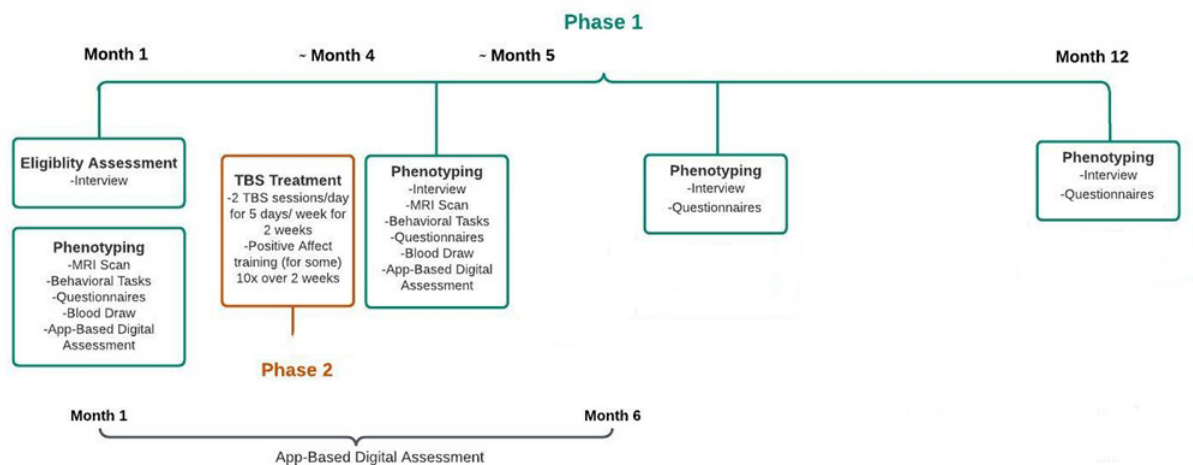 Phase 1
Month 1
~ Month 4
~ Month 5
Month 12
Eligiblity Assessment
-Interview
Phenotyping
-MRI Scan
-Behavioral Tasks
-Questionnaires
-Blood Draw
-App-Based Digital
Assessment
TBS Treatment
-2 TBS sessions/day
for 5 days/ week for
2 weeks
-Positive Affect
training (for some)
10x over 2 weeks
Phase 2
Phenotyping
-Interview
-MRI Scan
-Behavioral Tasks
-Questionnaires
-Blood Draw
-App-Based Digital
Assessment
Phenotyping
-Interview
-Questionnaires
Phenotyping
-Interview
-Questionnaires
Month 1
Month 6
App-Based Digital Assessment